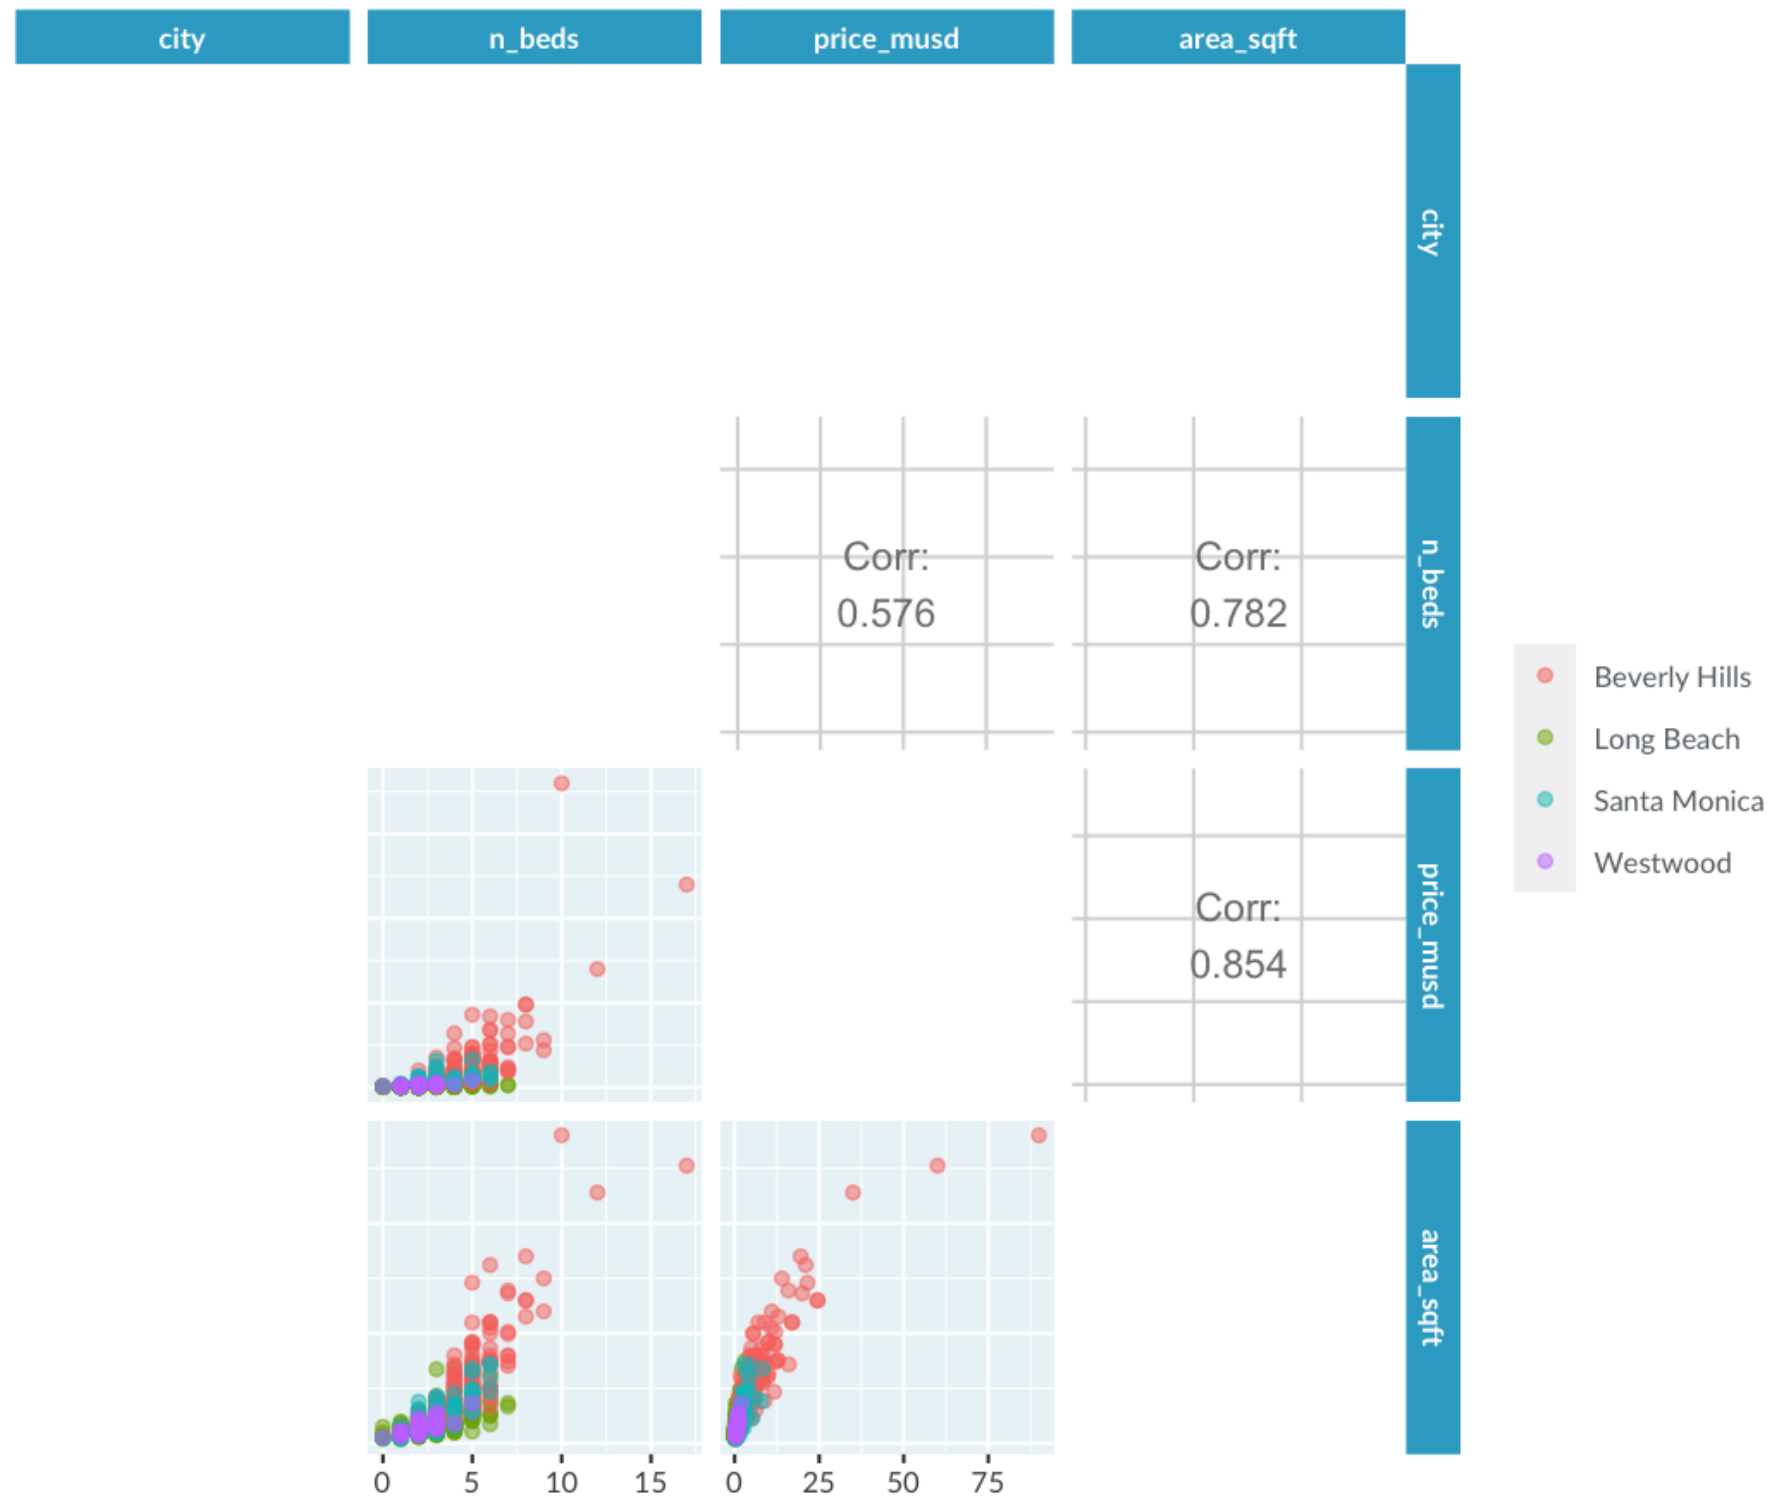 city
n_beds
price_musd
area_sqft
city
Corr:
0.576
Corr:
0.782
n_beds
Beverly Hills
Long Beach
Santa Monica
Westwood
Corr:
0.854
price_musd
area_sqft
0 5 10 15
0 25 50 75